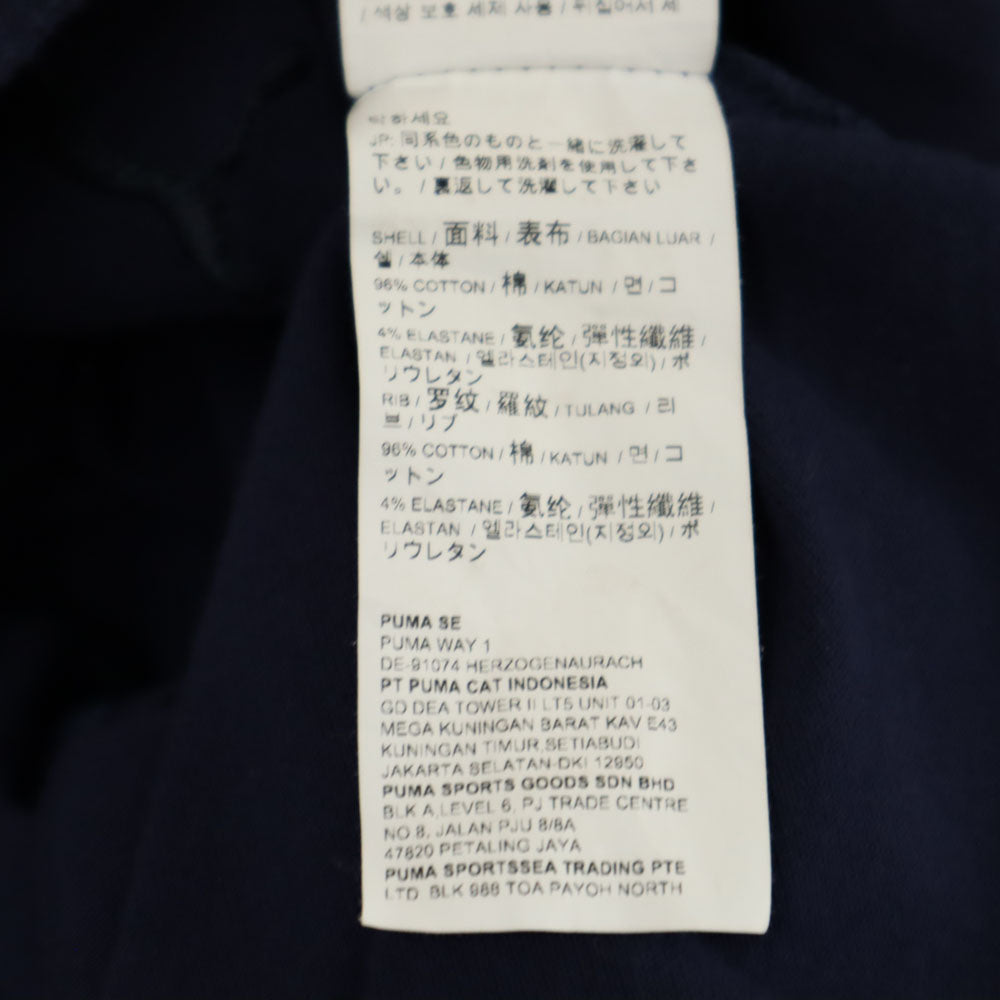 / 색상 보호 세제 사용 / 뒤집어서 세
탁하세요
JP: 同系色のものと一緒に洗濯して
下さい / 色物用洗剤を使用して下さ
い。 / 裏返して洗濯して下さい
SHELL / 面料 / 表布 / BAGIAN LUAR /
쉘 / 本体
96% COTTON / 棉 / KATUN / 면 / コ
ットン
4% ELASTANE / 氨纶 / 彈性纖維 /
ELASTAN / 엘라스테인(지정외) / ポ
リウレタン
RIB / 罗纹 / 羅紋 / TULANG / 리
브 / リブ
96% COTTON / 棉 / KATUN / 면 / コ
ットン
4% ELASTANE / 氨纶 / 彈性纖維 /
ELASTAN / 엘라스테인(지정외) / ポ
リウレタン
PUMA SE
PUMA WAY 1
DE-91074 HERZOGENAURACH
PT PUMA CAT INDONESIA
GD DEA TOWER II LT5 UNIT 01-03
MEGA KUNINGAN BARAT KAV E43
KUNINGAN TIMUR,SETIABUDI
JAKARTA SELATAN-DKI 12950
PUMA SPORTS GOODS SDN BHD
BLK A,LEVEL 6, PJ TRADE CENTRE
NO 8, JALAN PJU 8/8A
47820 PETALING JAYA
PUMA SPORTSSEA TRADING PTE
LTD BLK 988 TOA PAYOH NORTH